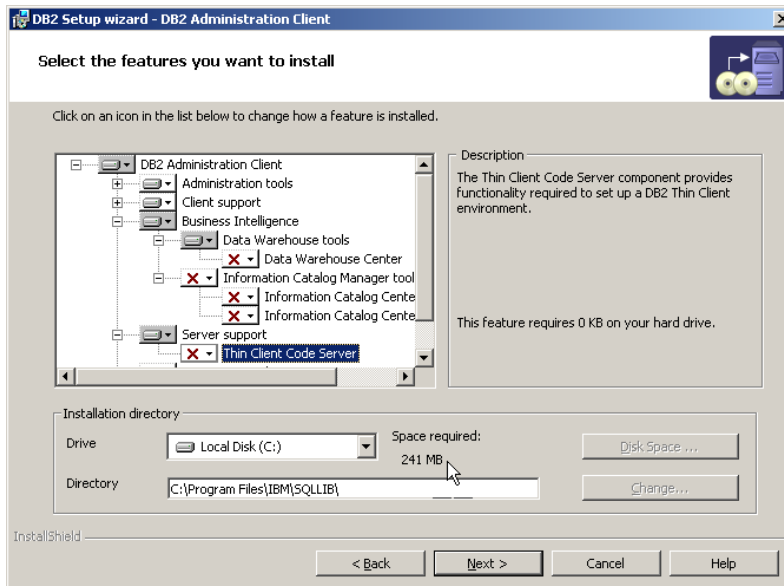 DB2 Setup wizard - DB2 Administration Client
Select the features you want to install
Click on an icon in the list below to change how a feature is installed.
DB2 Administration Client
Administration tools
Client support
Business Intelligence
Data Warehouse tools
Data Warehouse Center
Information Catalog Manager tool
Information Catalog Cente
Information Catalog Cente
Server support
Thin Client Code Server
Description
The Thin Client Code Server component provides
functionality required to set up a DB2 Thin Client
environment.
This feature requires 0 KB on your hard drive.
Installation directory
Drive
Local Disk (C:)
Space required:
241 MB
Disk Space ...
Directory
C:\Program Files\IBM\SQLLIB\
Change...
InstallShield
< Back
Next >
Cancel
Help